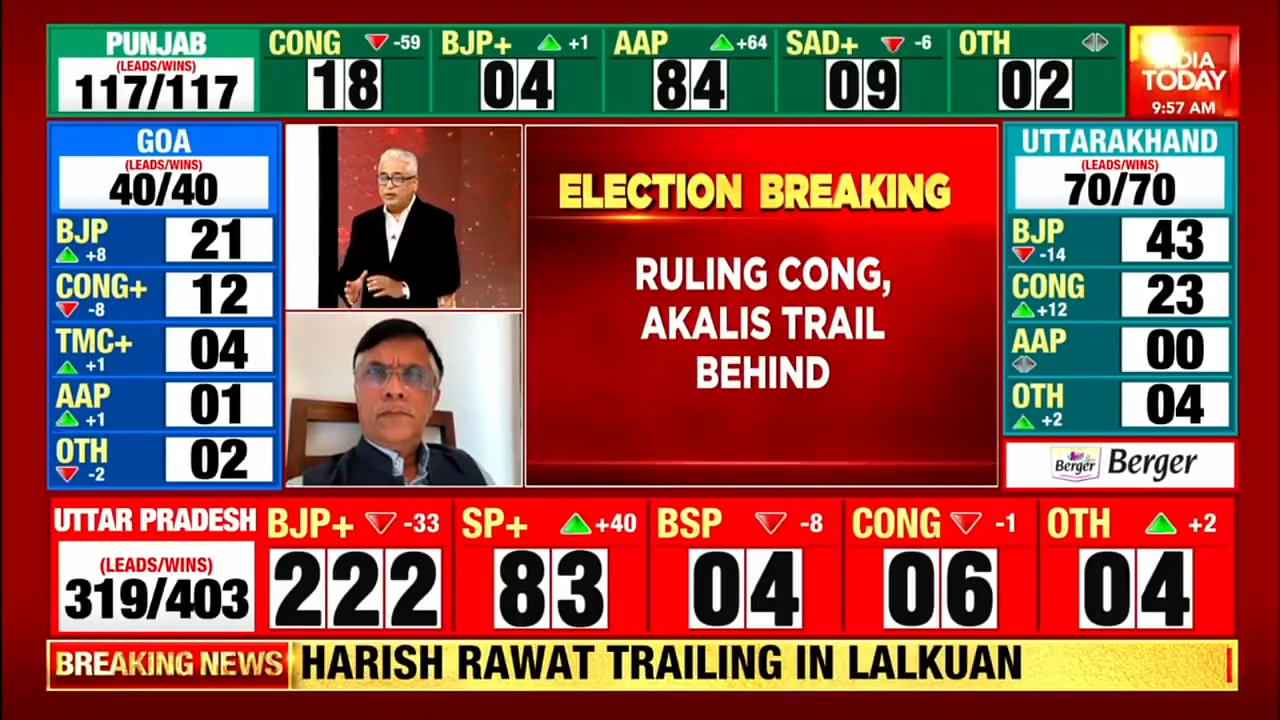 PUNJAB
(LEADS/WINS)
117/117
CONG -59
18
BJP+ +1
04
AAP +64
84
SAD+ -6
09
OTH
02
INDIA
TODAY
9:57 AM
GOA
(LEADS/WINS)
40/40
BJP 21
+8
CONG+ 12
-8
TMC+ 04
+1
AAP 01
+1
OTH 02
-2
ELECTION BREAKING
RULING CONG,
AKALIS TRAIL
BEHIND
UTTARAKHAND
(LEADS/WINS)
70/70
BJP 43
-14
CONG 23
+12
AAP 00
OTH 04
+2
Berger Berger
UTTAR PRADESH
(LEADS/WINS)
319/403
BJP+ -33
222
SP+ +40
83
BSP -8
04
CONG -1
06
OTH +2
04
BREAKING NEWS HARISH RAWAT TRAILING IN LALKUAN